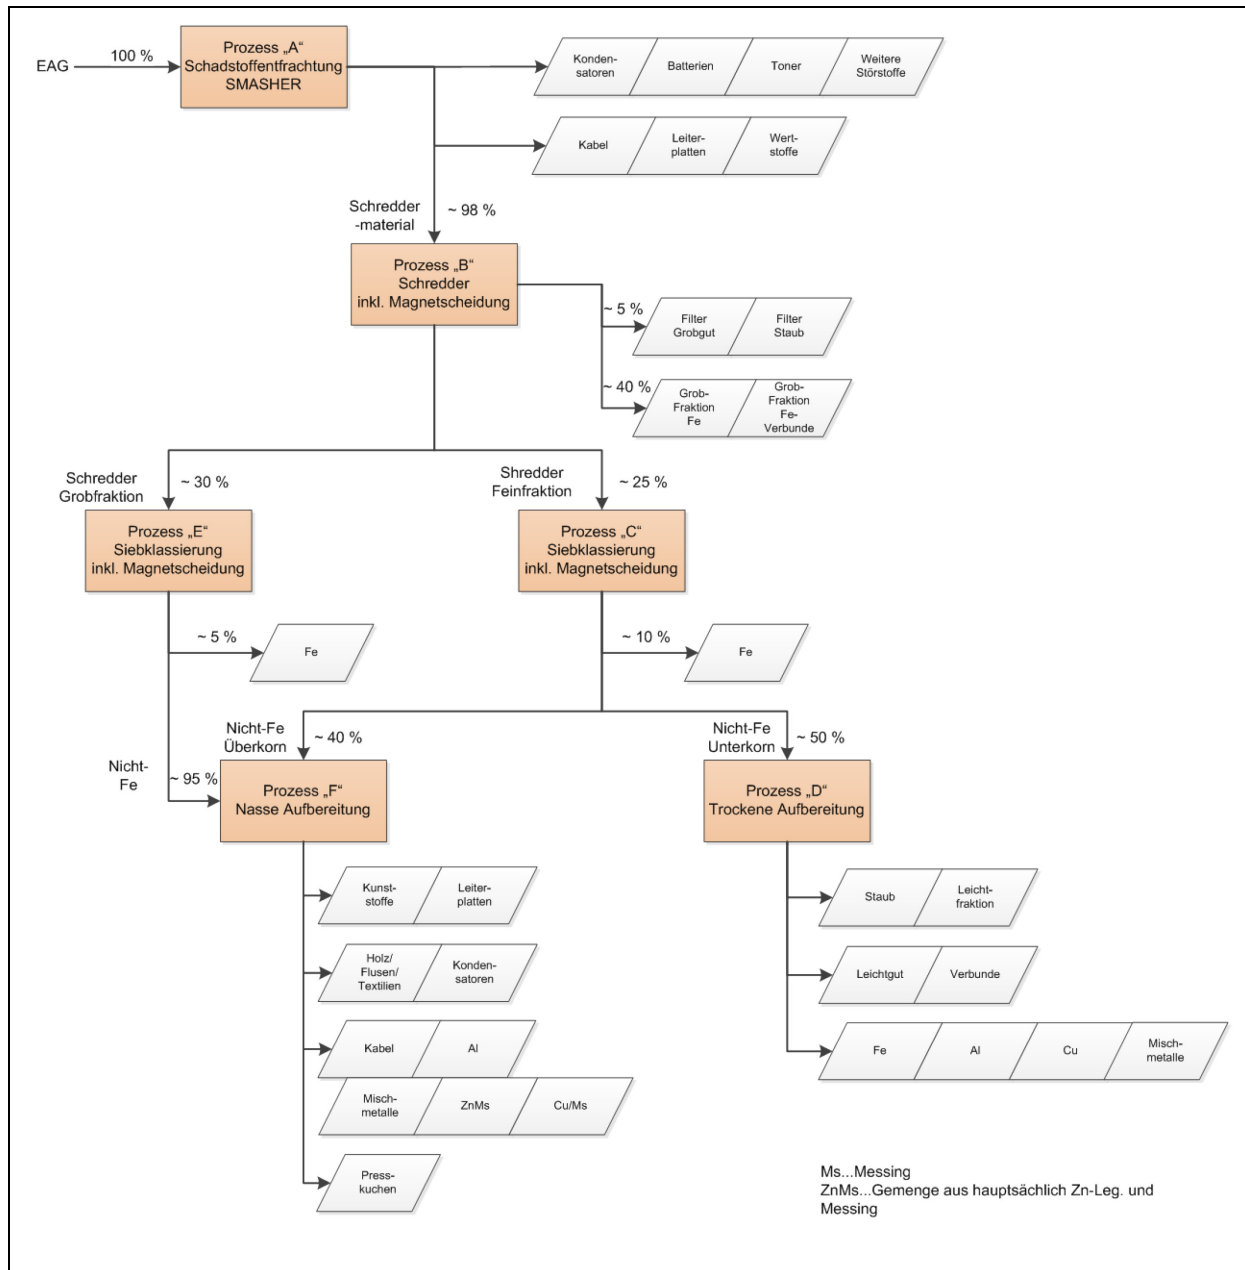 EAG
100 %
Prozess „A“
Schadstoffentfrachtung
SMASHER
Konden-
satoren
Batterien
Toner
Weitere
Störstoffe
Kabel
Leiter-
platten
Wert-
stoffe
Schredder
-material
~ 98 %
Prozess „B“
Schredder
inkl. Magnetscheidung
~ 5 %
Filter
Grobgut
Filter
Staub
~ 40 %
Grob-
Fraktion
Fe
Grob-
Fraktion
Fe-
Verbunde
Schredder
Grobfraktion
~ 30 %
Shredder
Feinfraktion
~ 25 %
Prozess „E“
Siebklassierung
inkl. Magnetscheidung
Prozess „C“
Siebklassierung
inkl. Magnetscheidung
~ 5 %
Fe
~ 10 %
Fe
Nicht-
Fe
~ 95 %
Nicht-Fe
Überkorn
~ 40 %
Nicht-Fe
Unterkorn
~ 50 %
Prozess „F“
Nasse Aufbereitung
Prozess „D“
Trockene Aufbereitung
Kunst-
stoffe
Leiter-
platten
Holz/
Flusen/
Textilien
Konden-
satoren
Kabel
Al
Misch-
metalle
ZnMs
Cu/Ms
Press-
kuchen
Staub
Leicht-
fraktion
Leichtgut
Verbunde
Fe
Al
Cu
Misch-
metalle
Ms...Messing
ZnMs...Gemenge aus hauptsächlich Zn-Leg. und
Messing